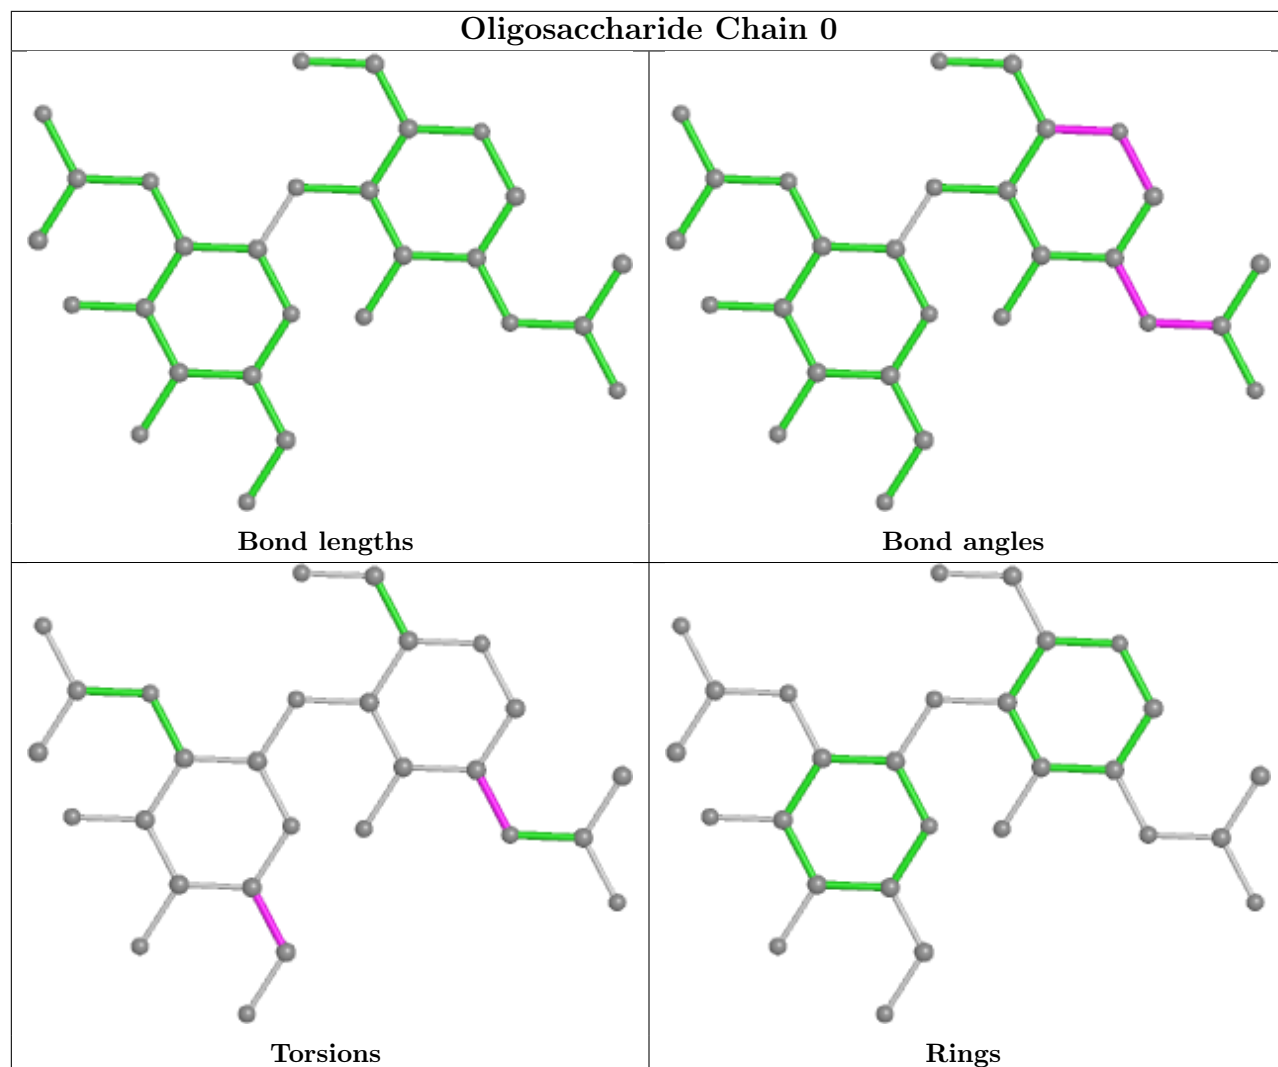 Oligosaccharide Chain 0
Bond lengths
Bond angles
Torsions
Rings